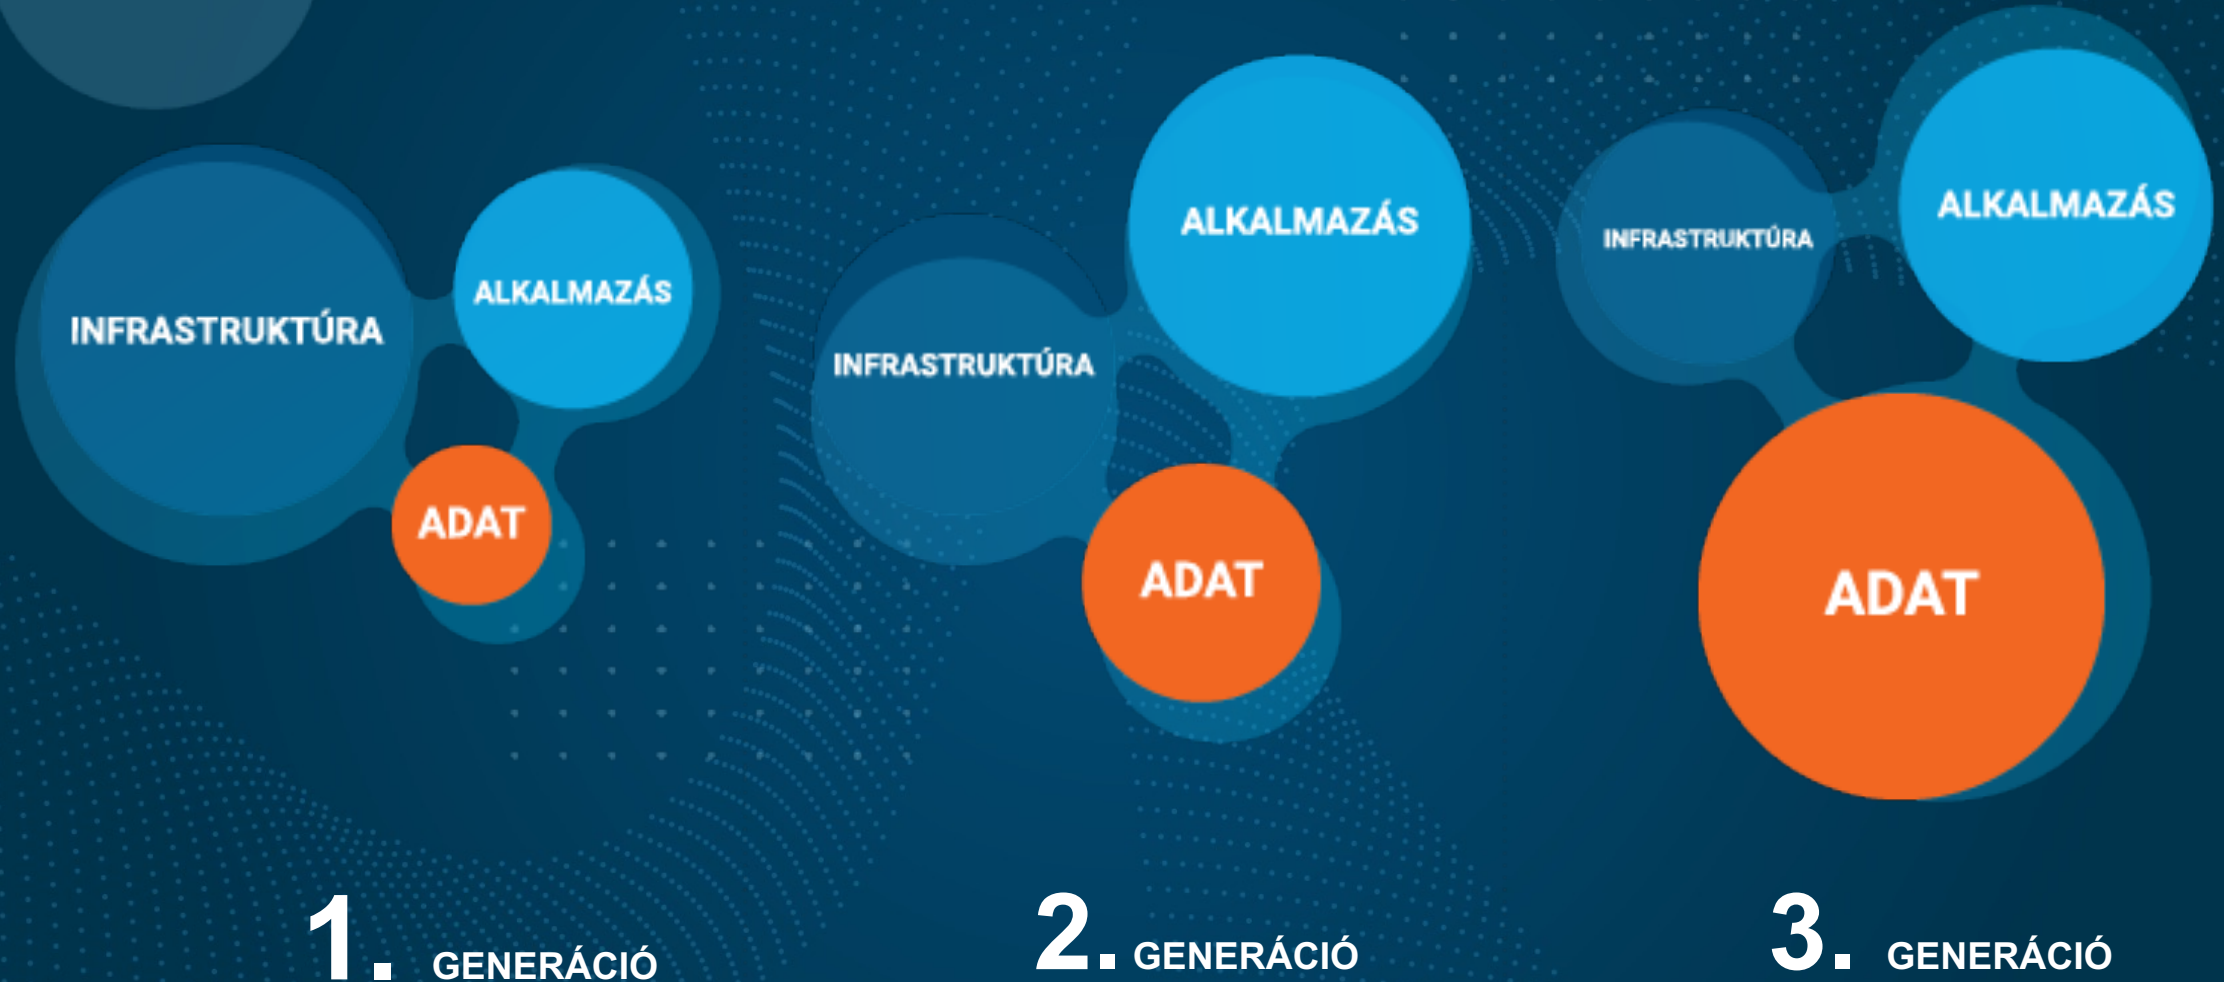 INFRASTRUKTÚRA
ALKALMAZÁS
ADAT
1. GENERÁCIÓ
INFRASTRUKTÚRA
ALKALMAZÁS
ADAT
2. GENERÁCIÓ
INFRASTRUKTÚRA
ALKALMAZÁS
ADAT
3. GENERÁCIÓ